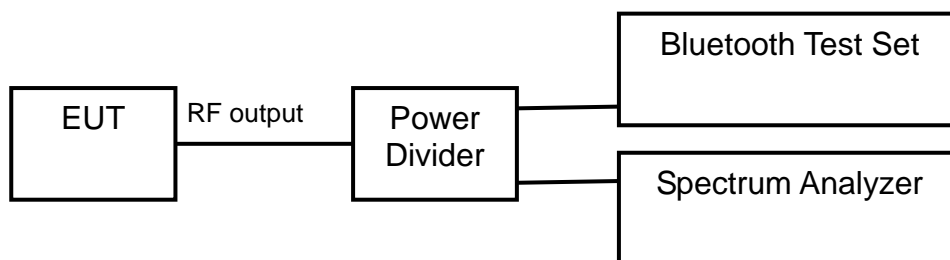 EUT
RF output
Power
Divider
Bluetooth Test Set
Spectrum Analyzer